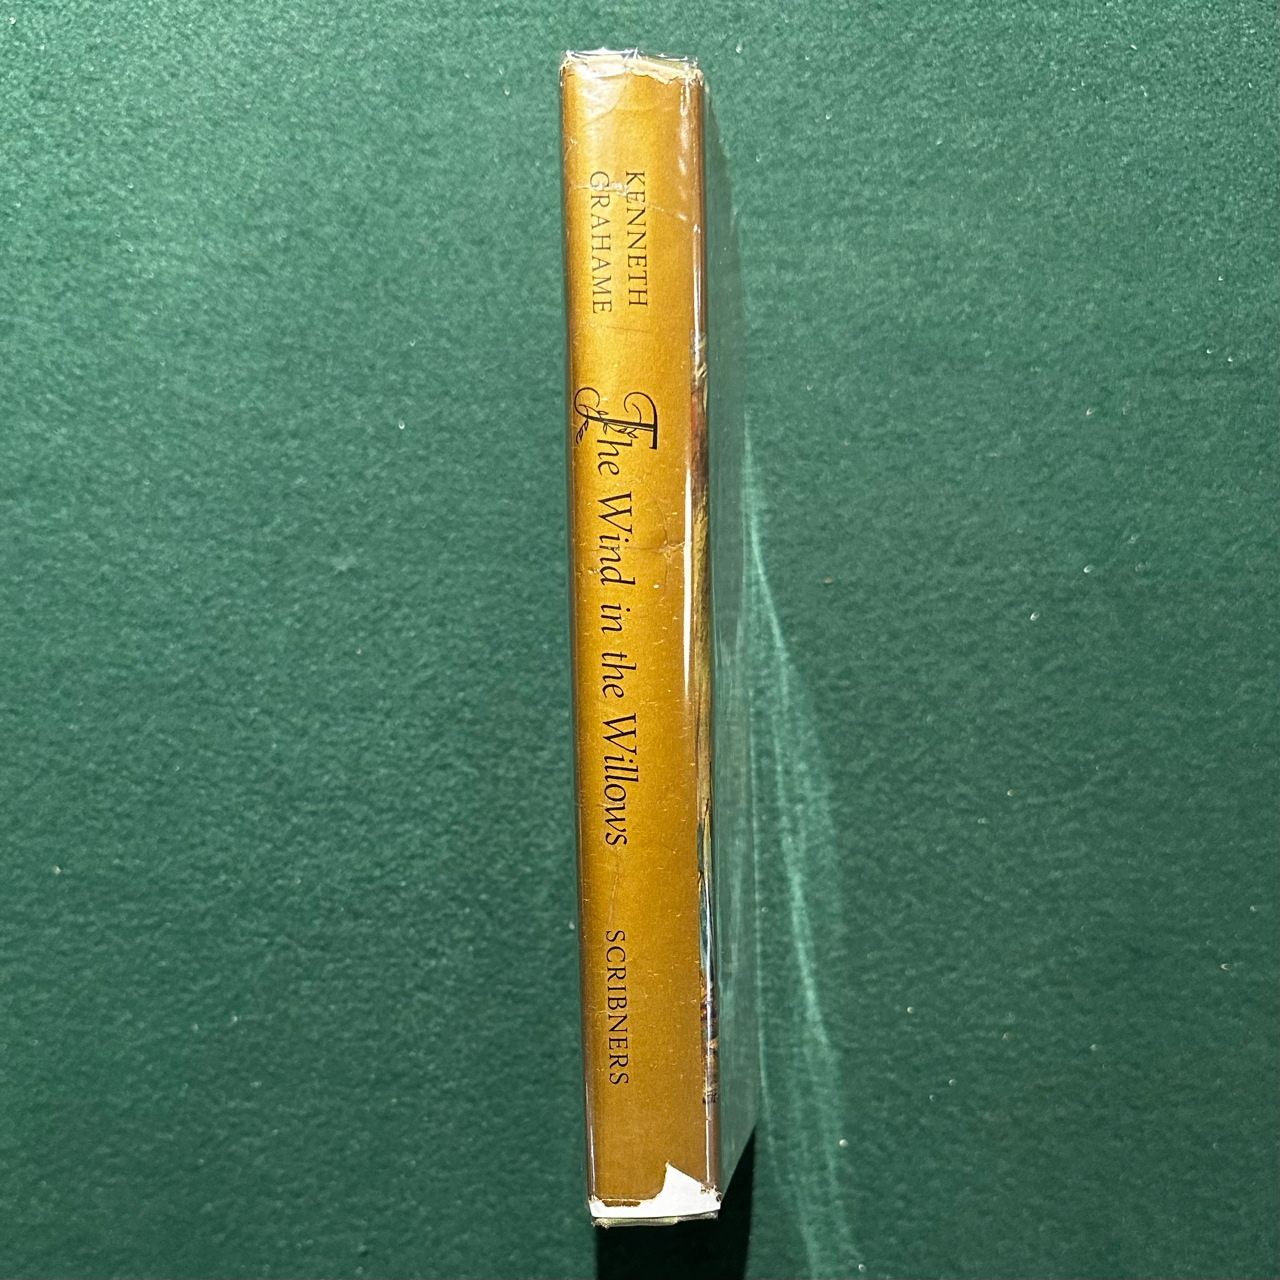 KENNETH
GRAHAME
The Wind in the Willows
SCRIBNERS